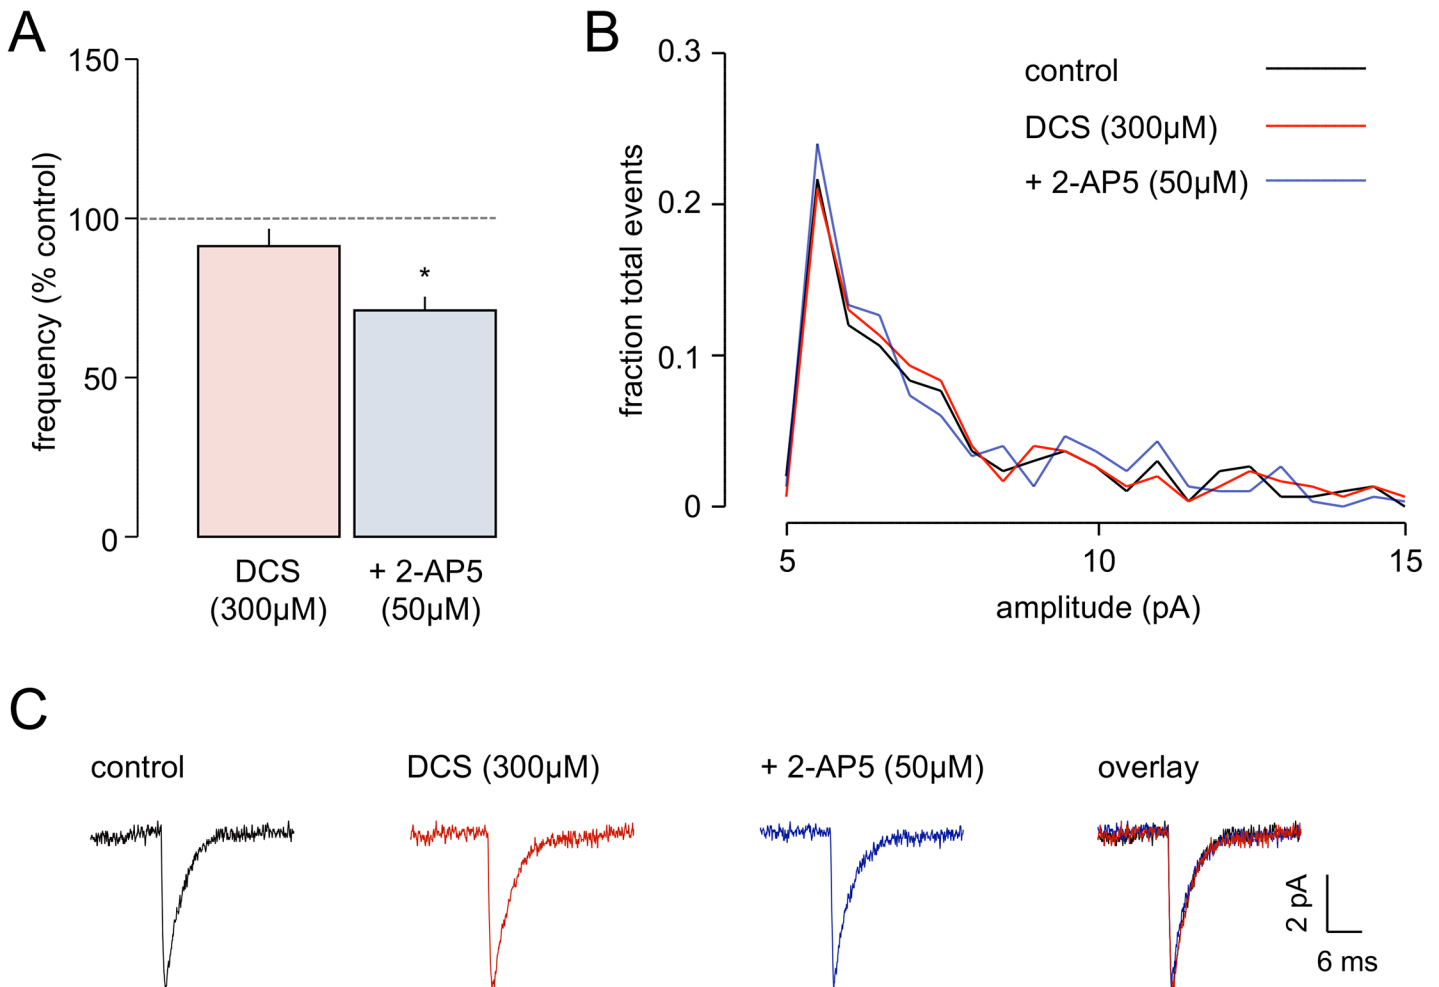 A
150
100
50
0
frequency (% control)
*
DCS
(300µM)
+ 2-AP5
(50µM)
B
0.3
0.2
0.1
0
fraction total events
control
DCS (300µM)
+ 2-AP5 (50µM)
5
10
15
amplitude (pA)
C
control
DCS (300µM)
+ 2-AP5 (50µM)
overlay
2 pA
6 ms